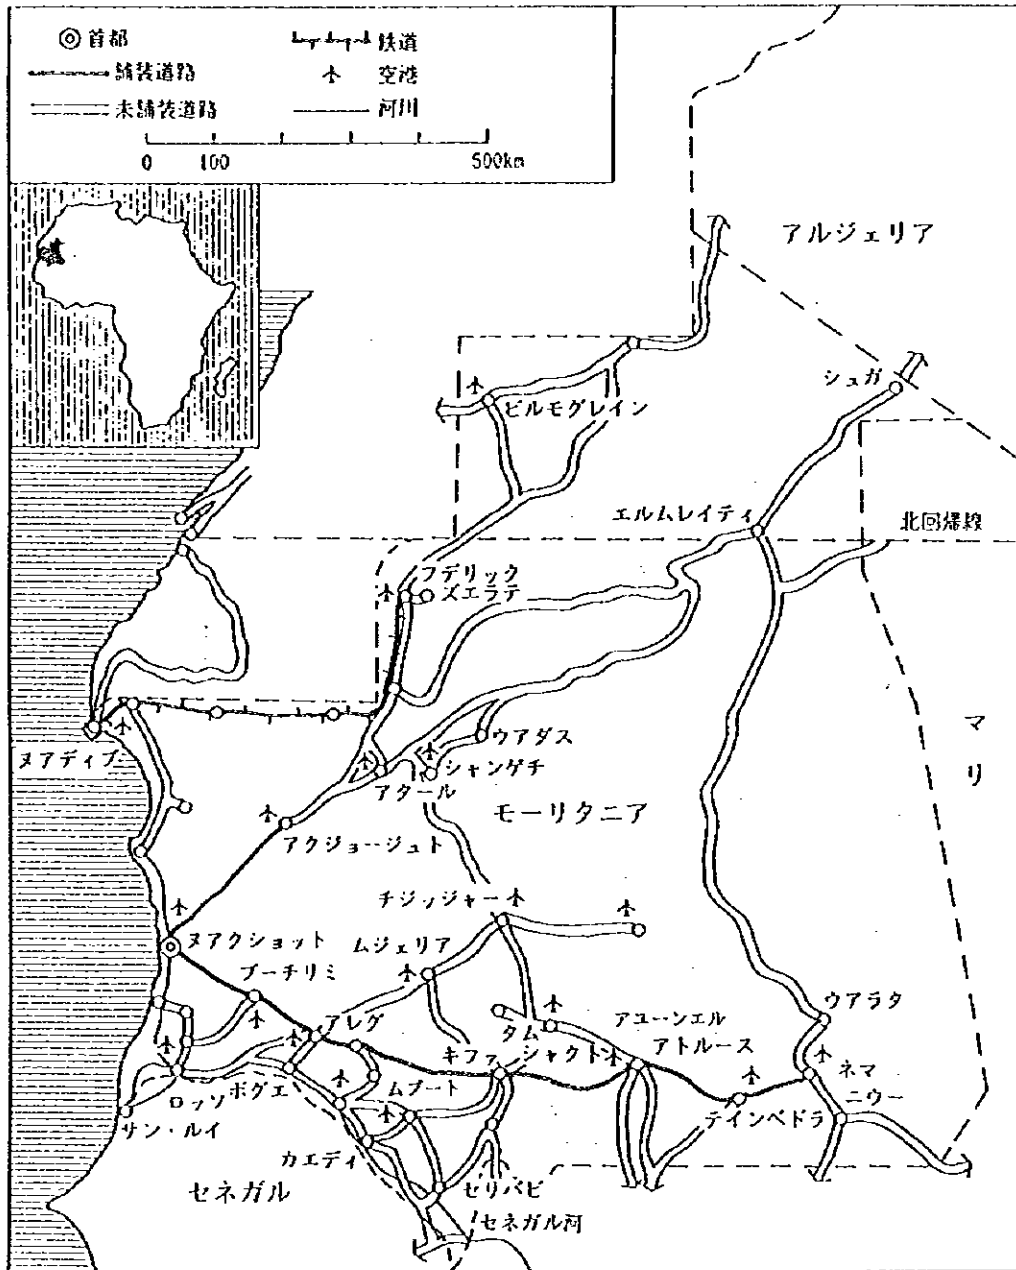 首都
鉄道
舗装道路
空港
未舗装道路
河川
0 100 500km
アルジェリア
シュガ
ビルモグレイン
エルムレイティ
北回帰線
フデリック
ズエラテ
ヌアディブ
ウアダス
シャンゲチ
アタール
マリ
モーリタニア
アクジョージュト
チジッジャー
ヌアクショット
ムジェリア
ブーチリミ
ウアラタ
アレグ
タム
シャクト
アユーンエル
アトルース
キファ
ネマ
ロッソ
ボグエ
ムブート
ニウー
テインベドラ
サン・ルイ
カエディ
セネガル
セリバビ
セネガル河